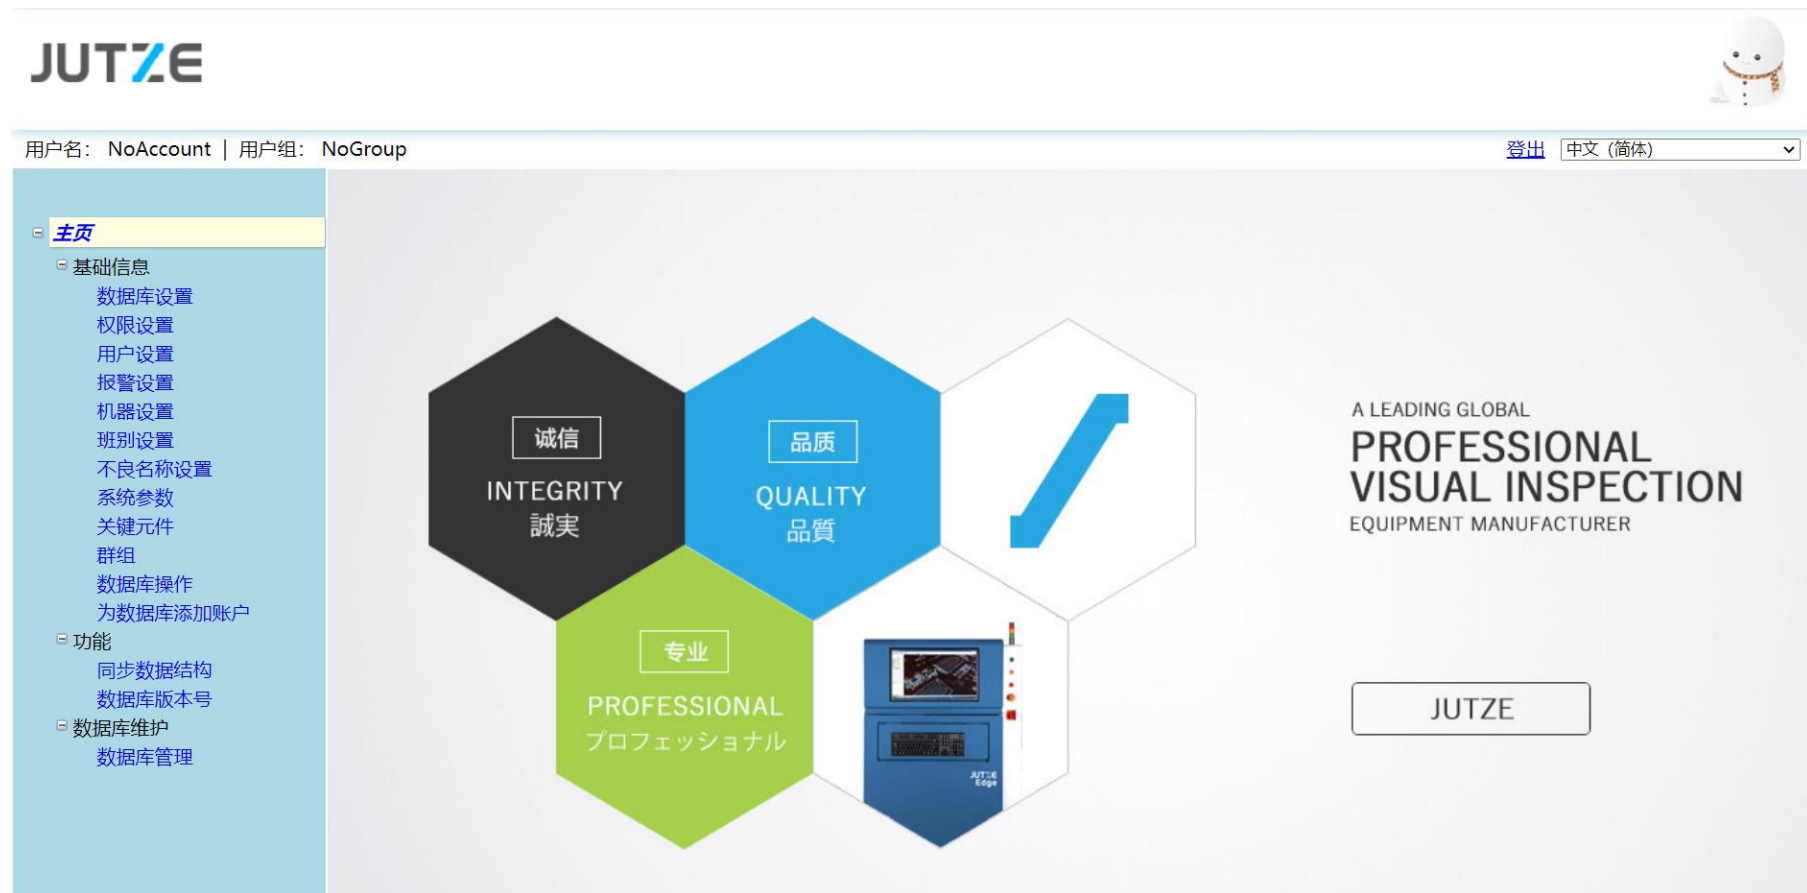 JUTZE
用户名： NoAccount | 用户组： NoGroup
登出 中文 (简体)
主页
基础信息
数据库设置
权限设置
用户设置
报警设置
机器设置
班别设置
不良名称设置
系统参数
关键元件
群组
数据库操作
为数据库添加账户
功能
同步数据结构
数据库版本号
数据库维护
数据库管理
诚信
INTEGRITY
誠実
品质
QUALITY
品質
专业
PROFESSIONAL
プロフェッショナル
JUTZE
Edge
A LEADING GLOBAL
PROFESSIONAL
VISUAL INSPECTION
EQUIPMENT MANUFACTURER
JUTZE